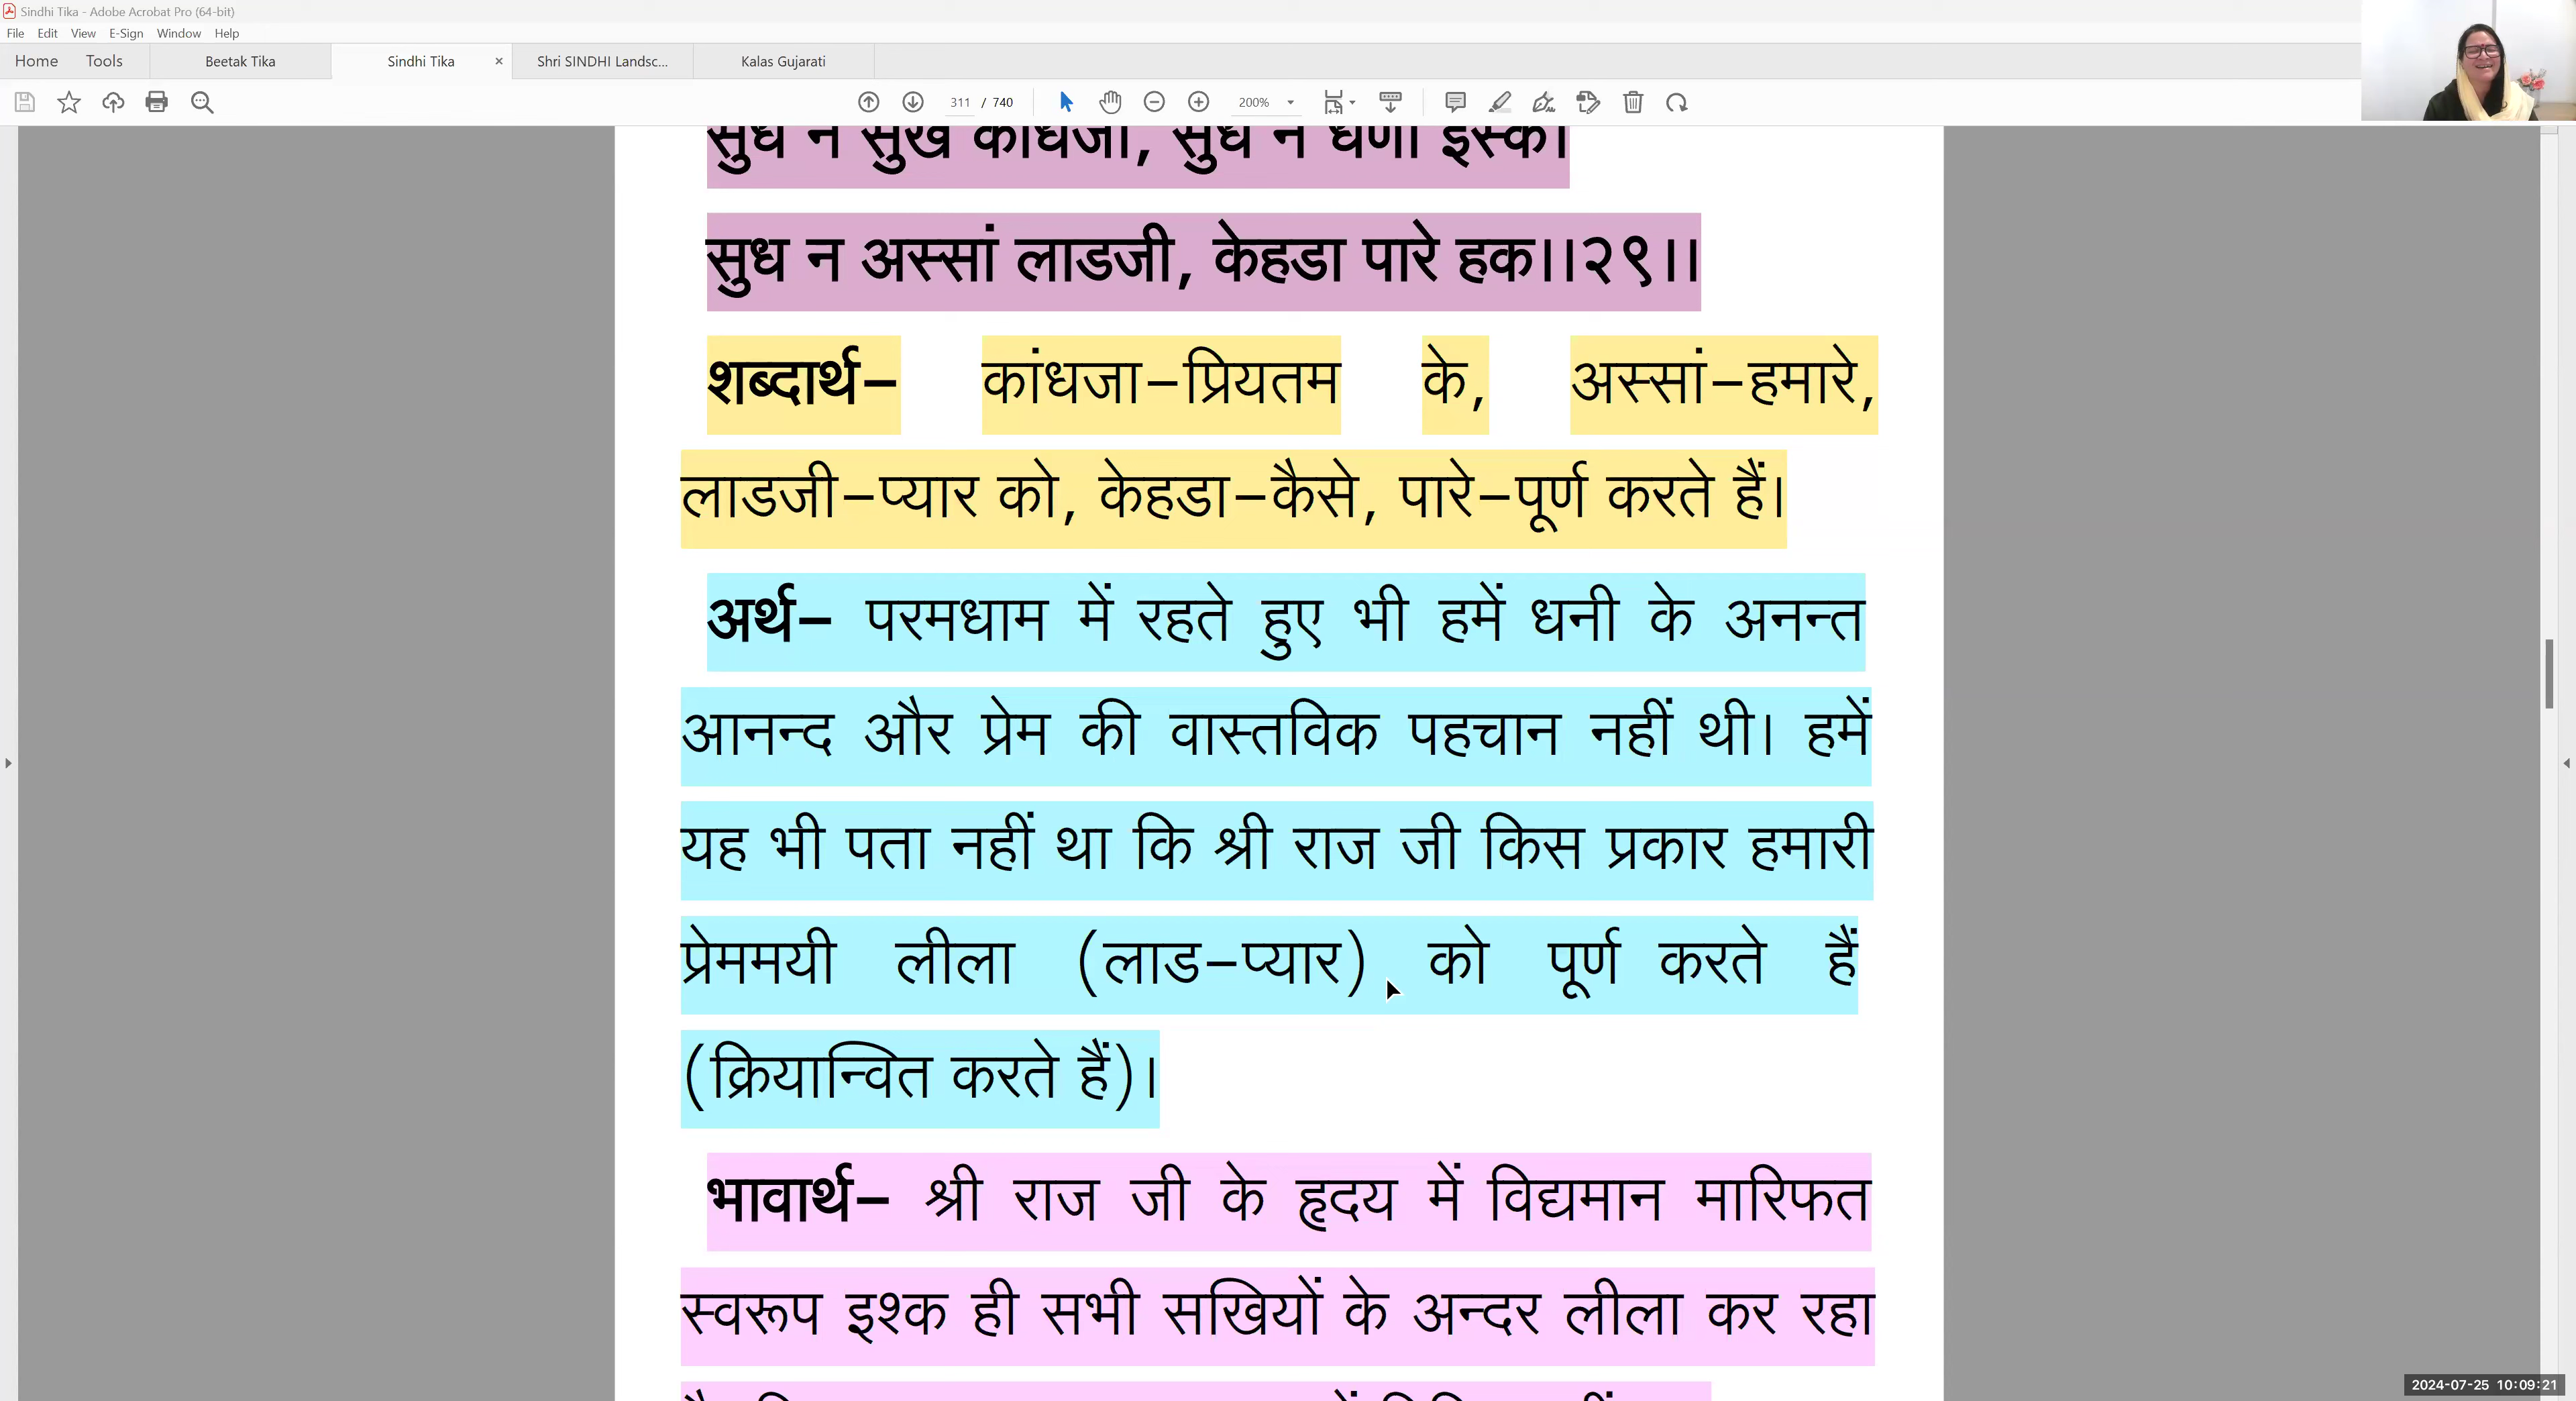 Sindhi Tika - Adobe Acrobat Pro (64-bit)
File Edit View E-Sign Window Help
Home Tools Beetak Tika Sindhi Tika × Shri SINDHI Landsc... Kalas Gujarati
311 / 740 200%
सुध न सुख कांधजा, सुध न धणी इस्क।
सुध न अस्सां लाडजी, केहडा पारे हक।।२९।।
शब्दार्थ– कांधजा–प्रियतम के, अस्सां–हमारे,
लाडजी–प्यार को, केहडा–कैसे, पारे–पूर्ण करते हैं।
अर्थ– परमधाम में रहते हुए भी हमें धनी के अनन्त
आनन्द और प्रेम की वास्तविक पहचान नहीं थी। हमें
यह भी पता नहीं था कि श्री राज जी किस प्रकार हमारी
प्रेममयी लीला (लाड–प्यार) को पूर्ण करते हैं
(क्रियान्वित करते हैं)।
भावार्थ– श्री राज जी के हृदय में विद्यमान मारिफत
स्वरूप इश्क ही सभी सखियों के अन्दर लीला कर रहा
2024-07-25 10:09:21